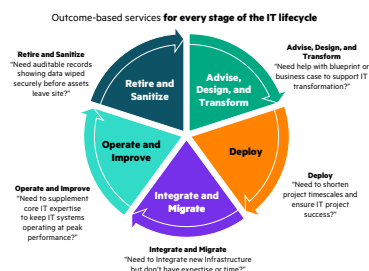 Outcome-based services for every stage of the IT lifecycle
Retire and Sanitize
"Need auditable records
showing data wiped
securely before assets
leave site?"
Retire and
Sanitize
Advise,
Design, and
Transform
Advise, Design, and
Transform
"Need help with blueprint or
business case to support IT
transformation?"
Operate and
Improve
Deploy
Integrate and
Migrate
Operate and Improve
"Need to supplement
core IT expertise
to keep IT systems
operating at peak
performance?"
Deploy
"Need to shorten
project timescales and
ensure IT project
success?"
Integrate and Migrate
"Need to Integrate new infrastructure
but don't have expertise or time?"